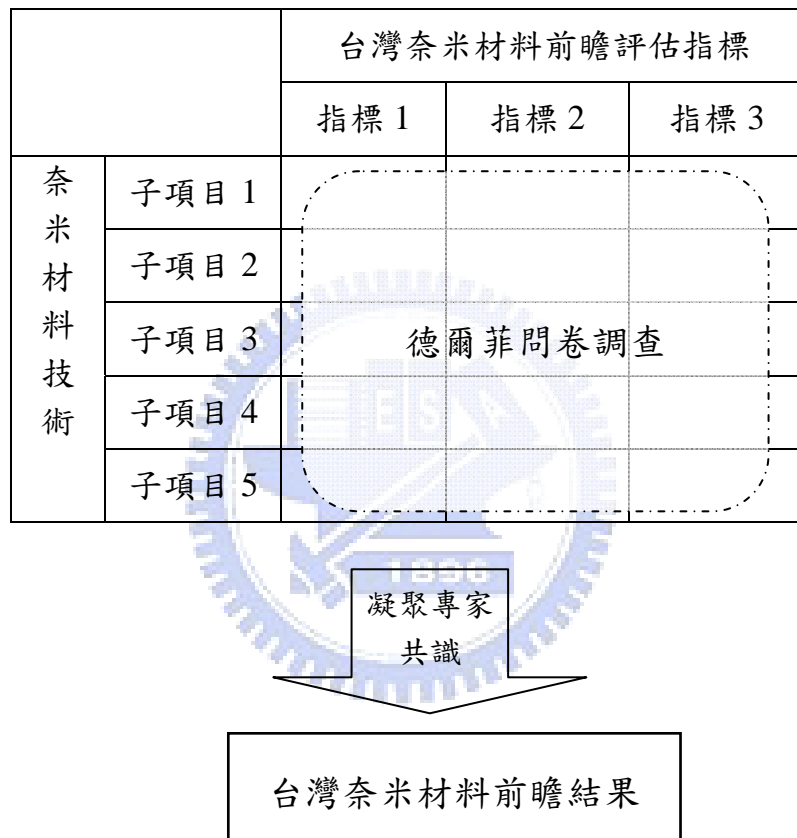 台灣奈米材料前瞻評估指標
指標 1
指標 2
指標 3
奈米材料技術
子項目 1
子項目 2
子項目 3
子項目 4
子項目 5
德爾菲問卷調查
E S A
1896
凝聚專家
共識
台灣奈米材料前瞻結果